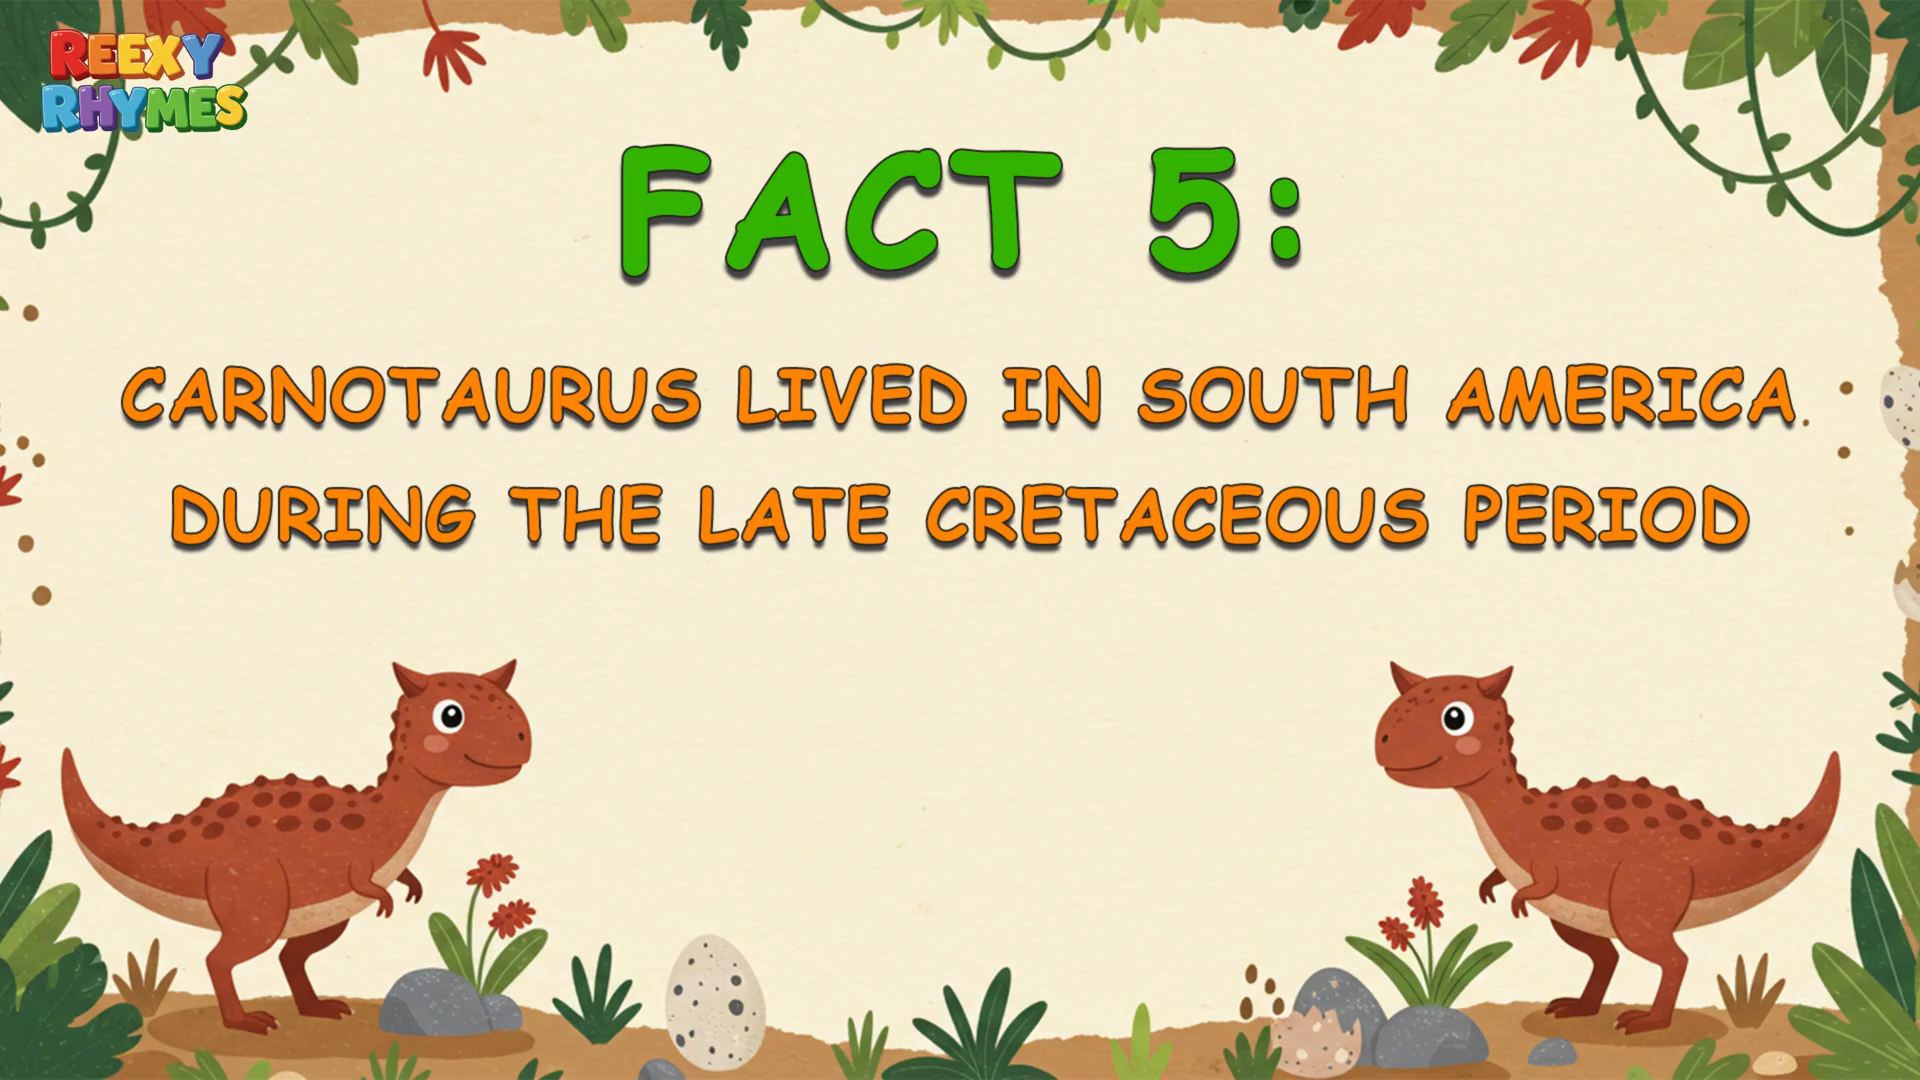 REEXY
RHYMES
FACT 5:
CARNOTAURUS LIVED IN SOUTH AMERICA
DURING THE LATE CRETACEOUS PERIOD